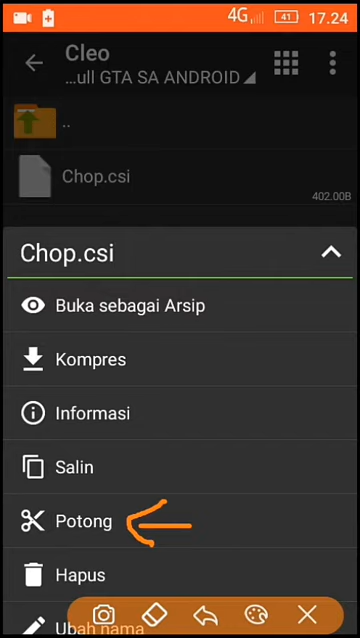 4G 41 17.24
Cleo
...ull GTA SA ANDROID
..
Chop.csi
402.00B
Chop.csi
Buka sebagai Arsip
Kompres
Informasi
Salin
Potong
Hapus
Ubah nama